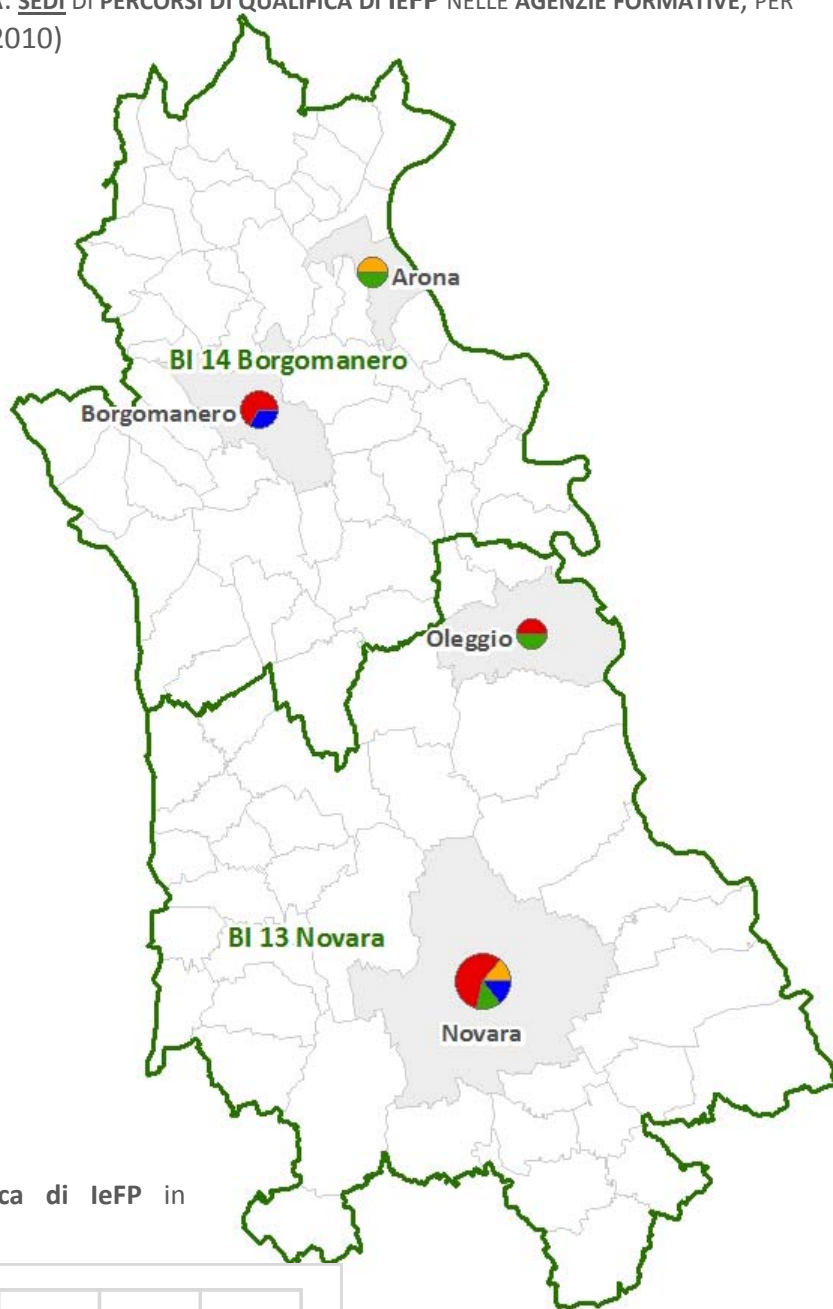 SEDI DI PERCORSI DI QUALIFICA DI IEFP NELLE AGENZIE FORMATIVE, PER
2010)
Arona
BI 14 Borgomanero
Borgomanero
Oleggio
BI 13 Novara
Novara
di IeFP in